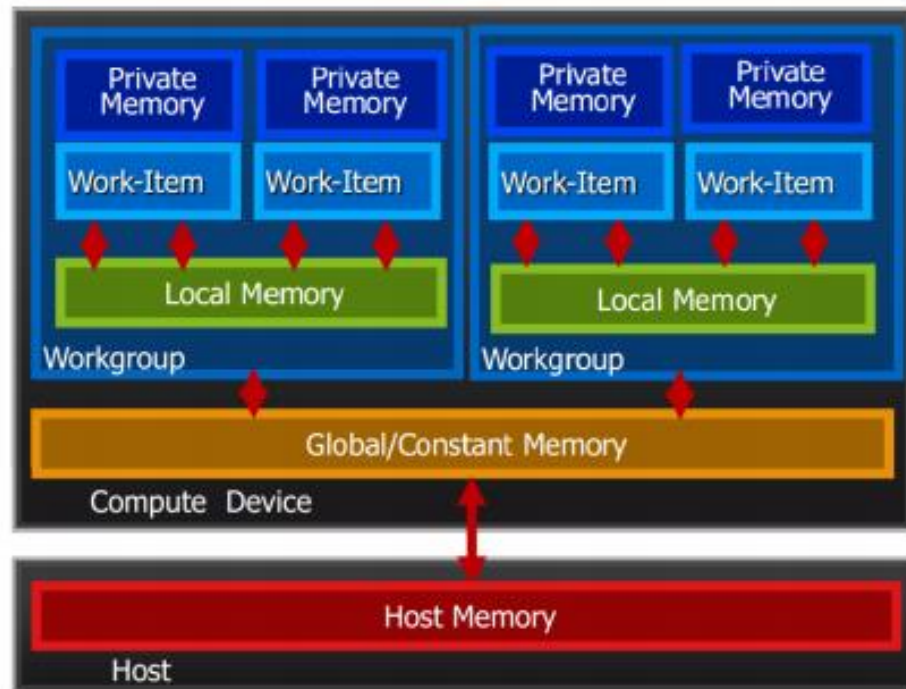 Private
Memory
Private
Memory
Private
Memory
Private
Memory
Work-Item
Work-Item
Work-Item
Work-Item
Local Memory
Local Memory
Workgroup
Workgroup
Global/Constant Memory
Compute Device
Host Memory
Host